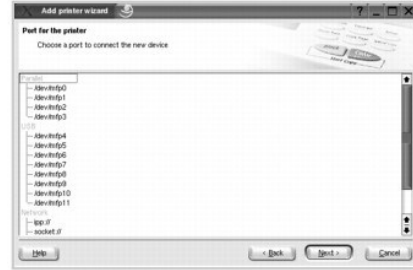 Add printer wizard
Port for the printer
Choose a port to connect the new device
Parallel
/dev/mfp0
/dev/mfp1
/dev/mfp2
/dev/mfp3
USB
/dev/mfp4
/dev/mfp5
/dev/mfp6
/dev/mfp7
/dev/mfp8
/dev/mfp9
/dev/mfp10
/dev/mfp11
Network
ipp://
socket://
Help
< Back
Next >
Cancel